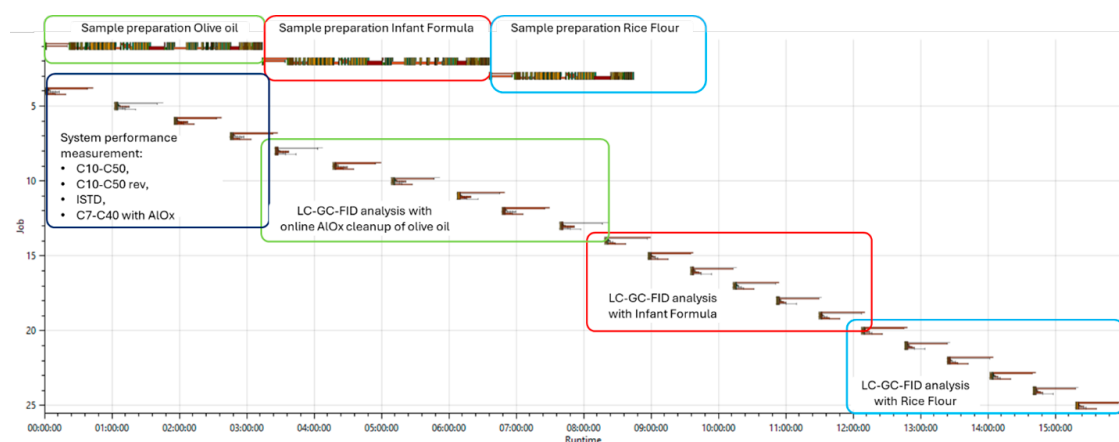 Sample preparation Olive oil
Sample preparation Infant Formula
Sample preparation Rice Flour
System performance
measurement:
• C10-C50,
• C10-C50 rev,
• ISTD,
• C7-C40 with AlOx
LC-GC-FID analysis with
online AlOx cleanup of olive oil
LC-GC-FID analysis
with Infant Formula
LC-GC-FID analysis
with Rice Flour
Job
5
10
15
20
25
00:00:00
01:00:00
02:00:00
03:00:00
04:00:00
05:00:00
06:00:00
07:00:00
08:00:00
09:00:00
10:00:00
11:00:00
12:00:00
13:00:00
14:00:00
15:00:00
Runtime